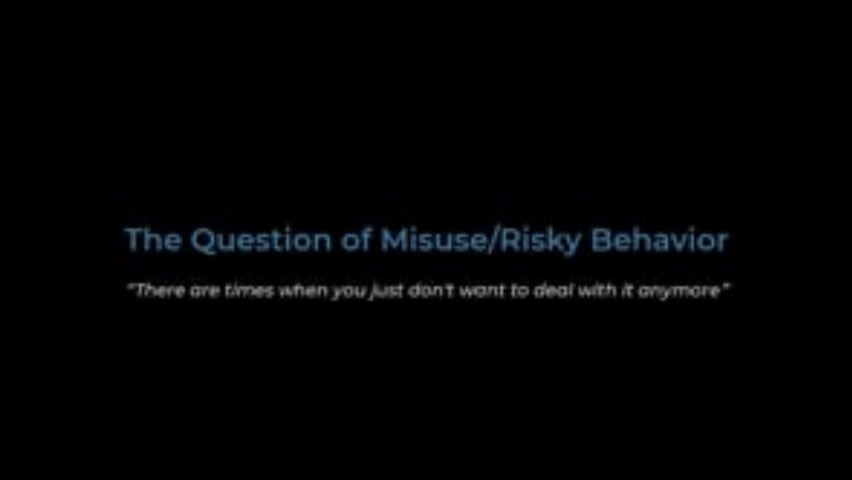 The Question of Misuse/Risky Behavior
"There are times when you just don't want to deal with it anymore"